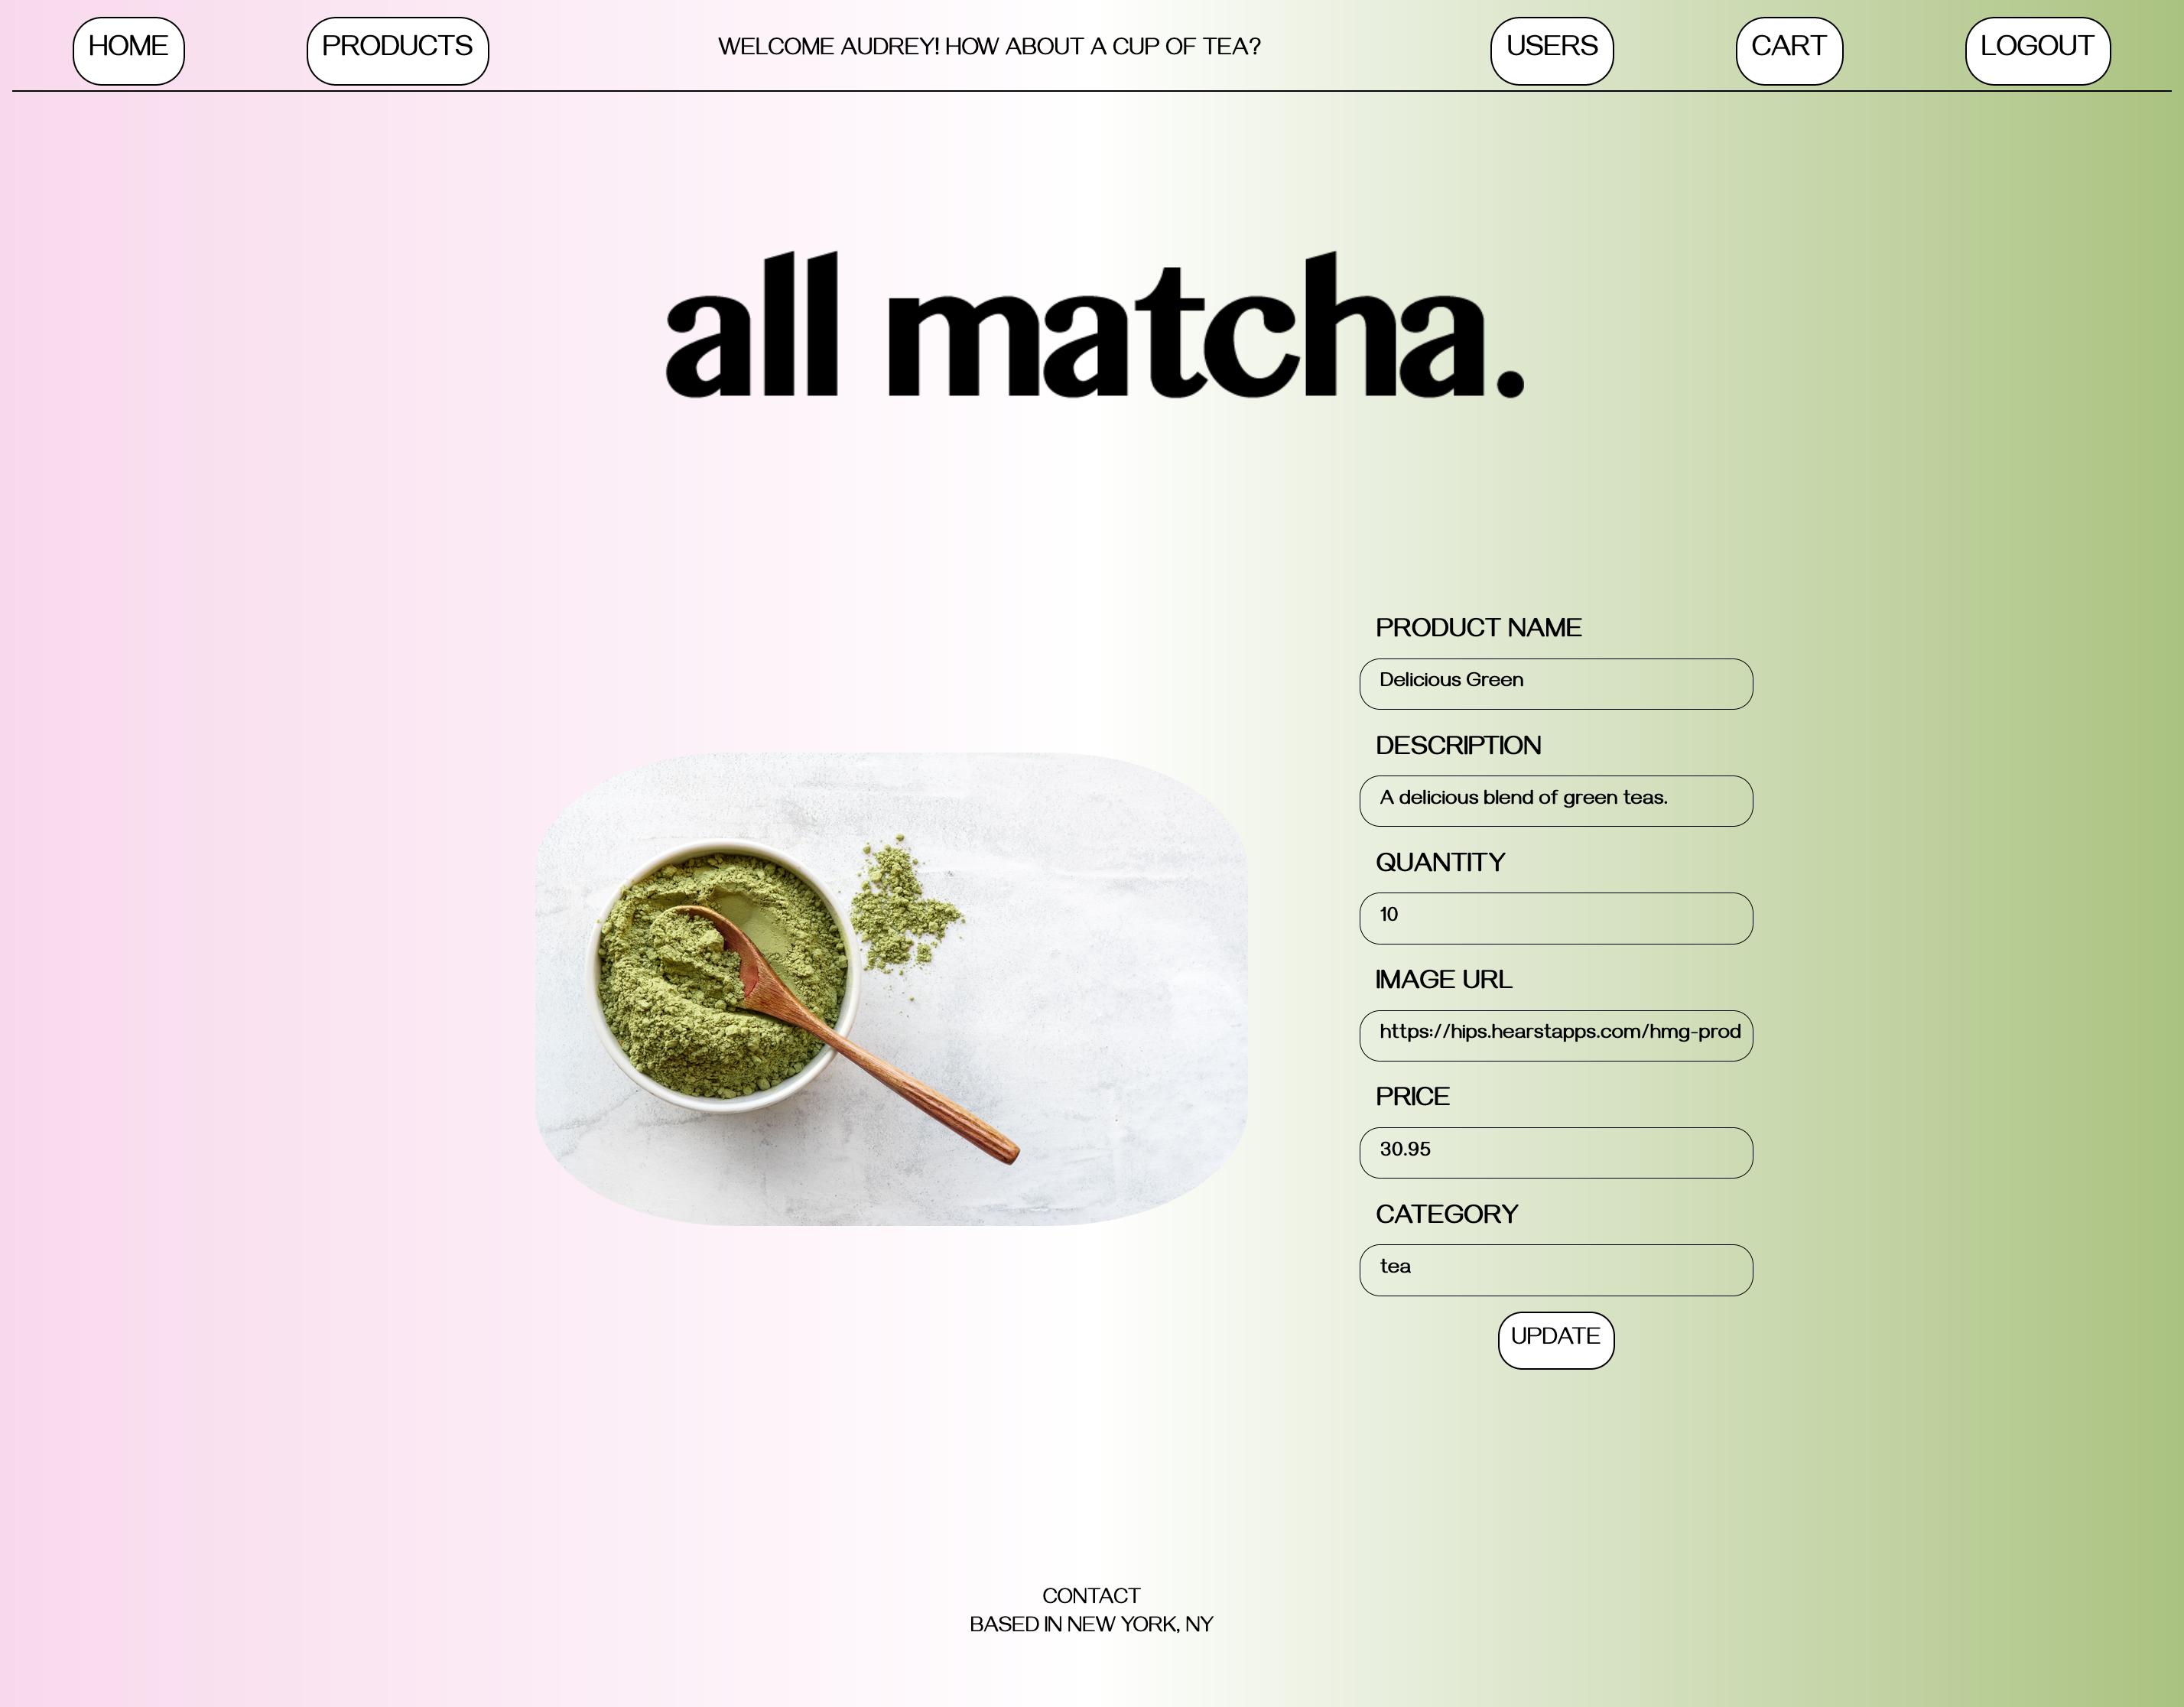 HOME
PRODUCTS
WELCOME AUDREY! HOW ABOUT A CUP OF TEA?
USERS
CART
LOGOUT
all matcha.
PRODUCT NAME
Delicious Green
DESCRIPTION
A delicious blend of green teas.
QUANTITY
10
IMAGE URL
https://hips.hearstapps.com/hmg-prod
PRICE
30.95
CATEGORY
tea
UPDATE
CONTACT
BASED IN NEW YORK, NY